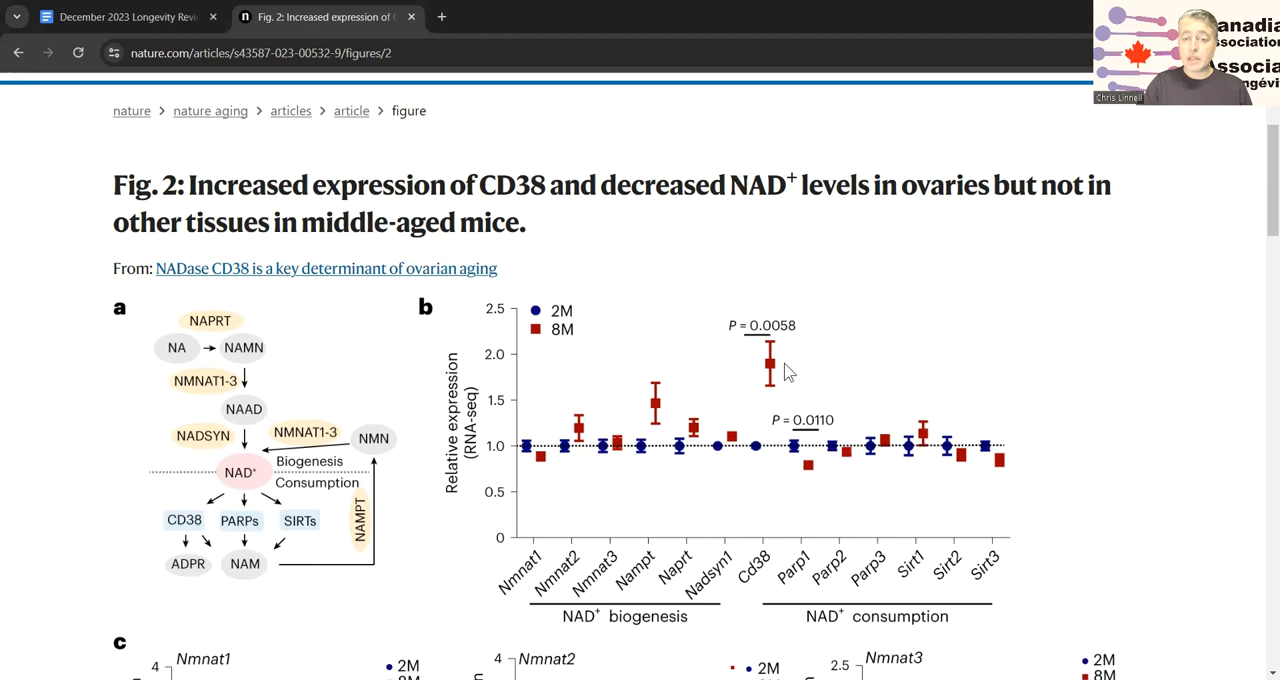 December 2023 Longevity Revi
Fig. 2: Increased expression of C
nature.com/articles/s43587-023-00532-9/figures/2
anadia
ssociation
Associa
ngévit
Chris Linnell
nature > nature aging > articles > article > figure
Fig. 2: Increased expression of CD38 and decreased NAD+ levels in ovaries but not in
other tissues in middle-aged mice.
From: NADase CD38 is a key determinant of ovarian aging
a
NAPRT
NA
NAMN
NMNAT1-3
NAAD
NADSYN
NMNAT1-3
NMN
NAD+
Biogenesis
Consumption
CD38
PARPs
SIRTs
NAMPT
ADPR
NAM
b
2M
8M
P = 0.0058
P = 0.0110
Relative expression
(RNA-seq)
2.5
2.0
1.5
1.0
0.5
0
Nmnat1
Nmnat2
Nmnat3
Nampt
Naprt
Nadsyn1
Cd38
Parp1
Parp2
Parp3
Sirt1
Sirt2
Sirt3
NAD+ biogenesis
NAD+ consumption
c
Nmnat1
4
2M
8M
Nmnat2
4
2M
Nmnat3
2.5
2M
8M